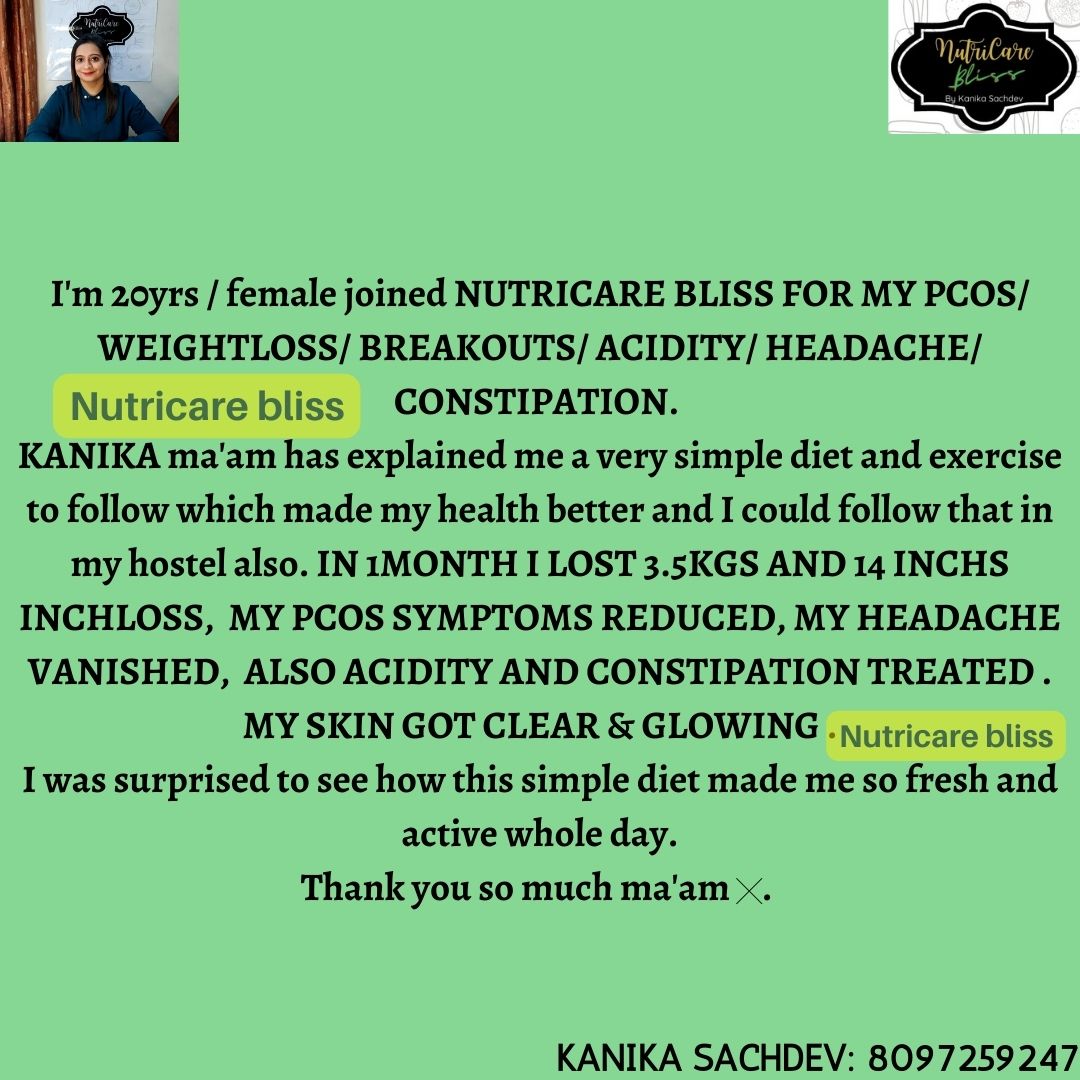 NutriCare
Bliss
NutriCare
Bliss
By Kanika Sachdev
I'm 20yrs / female joined NUTRICARE BLISS FOR MY PCOS/
WEIGHTLOSS/ BREAKOUTS/ ACIDITY/ HEADACHE/
Nutricare bliss CONSTIPATION.
KANIKA ma'am has explained me a very simple diet and exercise
to follow which made my health better and I could follow that in
my hostel also. IN 1MONTH I LOST 3.5KGS AND 14 INCHS
INCHLOSS, MY PCOS SYMPTOMS REDUCED, MY HEADACHE
VANISHED, ALSO ACIDITY AND CONSTIPATION TREATED .
MY SKIN GOT CLEAR & GLOWING . Nutricare bliss
I was surprised to see how this simple diet made me so fresh and
active whole day.
Thank you so much ma'am .
KANIKA SACHDEV: 8097259247